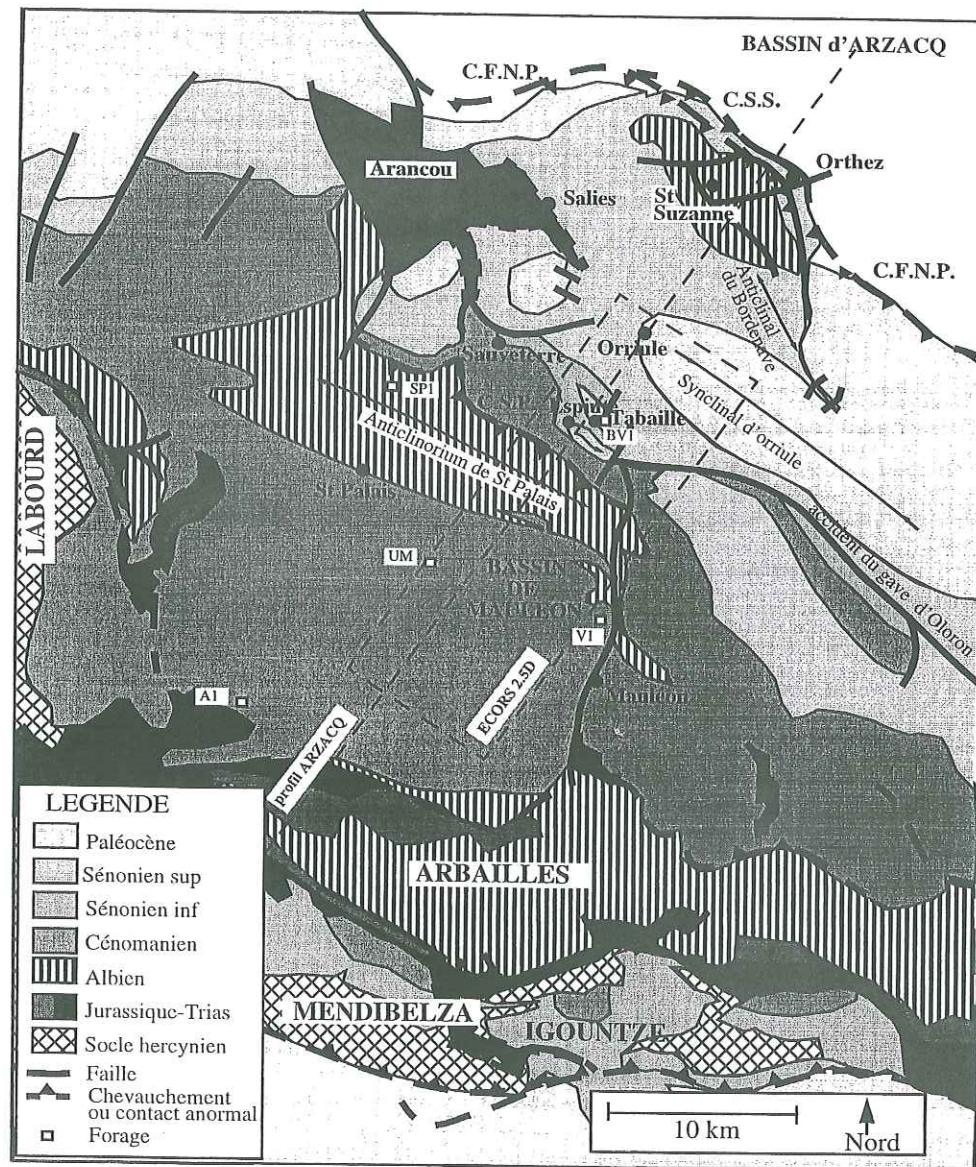 BASSIN d'ARZACQ
C.F.N.P.
C.S.S.
Orthez
Arancou
Salies
St
Suzanne
C.F.N.P.
Anticlinal
du Bordenave
Sauveterre
Orriule
SP1
Tabaille
BV1
Synclinal d'orriule
Anticlinorium de St Palais
St Palais
LABOURD
accident du gave d'Oloron
UM
BASSIN
DE
MAULEON
V1
Mauleon
A1
ECORS 2.5D
profil ARZACQ
ARBAILLES
MENDIBELZA
IGOUNTZE
LEGENDE
Paléocène
Sénonien sup
Sénonien inf
Cénomanien
Albien
Jurassique-Trias
Socle hercynien
Faille
Chevauchement
ou contact anormal
Forage
10 km
Nord